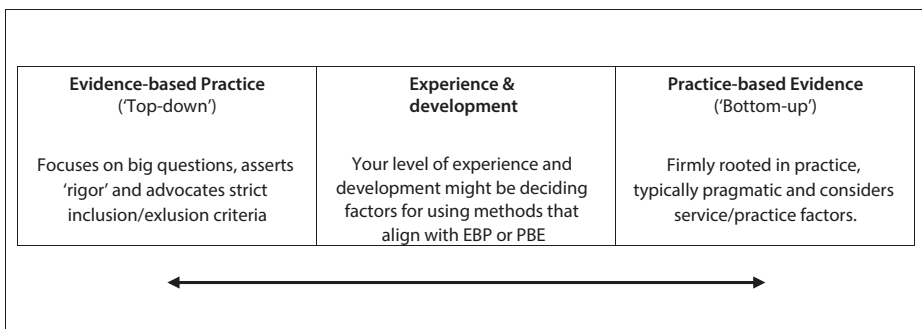 Evidence-based Practice
('Top-down')
Focuses on big questions, asserts
'rigor' and advocates strict
inclusion/exlusion criteria
Experience &
development
Your level of experience and
development might be deciding
factors for using methods that
align with EBP or PBE
Practice-based Evidence
('Bottom-up')
Firmly rooted in practice,
typically pragmatic and considers
service/practice factors.